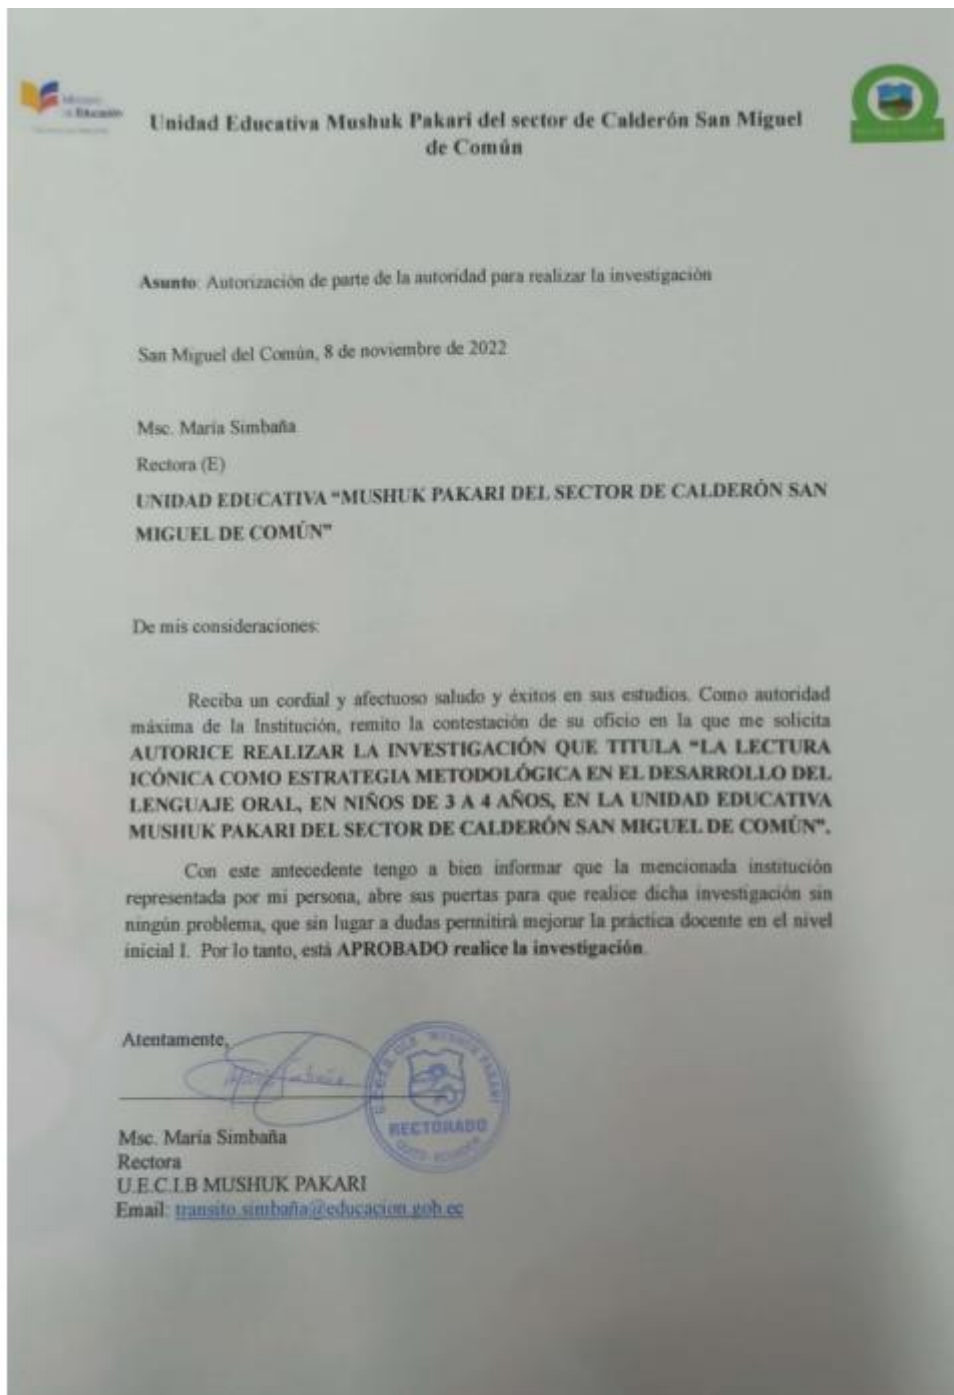 Ministerio
de Educación
Unidad Educativa Mushuk Pakari del sector de Calderón San Miguel
de Común
Asunto: Autorización de parte de la autoridad para realizar la investigación
San Miguel del Común, 8 de noviembre de 2022
Msc. María Simbaña
Rectora (E)
UNIDAD EDUCATIVA “MUSHUK PAKARI DEL SECTOR DE CALDERÓN SAN
MIGUEL DE COMÚN”
De mis consideraciones:
Reciba un cordial y afectuoso saludo y éxitos en sus estudios. Como autoridad
máxima de la Institución, remito la contestación de su oficio en la que me solicita
AUTORICE REALIZAR LA INVESTIGACIÓN QUE TITULA “LA LECTURA
ICÓNICA COMO ESTRATEGIA METODOLÓGICA EN EL DESARROLLO DEL
LENGUAJE ORAL, EN NIÑOS DE 3 A 4 AÑOS, EN LA UNIDAD EDUCATIVA
MUSHUK PAKARI DEL SECTOR DE CALDERÓN SAN MIGUEL DE COMÚN”.
Con este antecedente tengo a bien informar que la mencionada institución
representada por mi persona, abre sus puertas para que realice dicha investigación sin
ningún problema, que sin lugar a dudas permitirá mejorar la práctica docente en el nivel
inicial I. Por lo tanto, está APROBADO realice la investigación.
Atentamente,
MUSHUK PAKARI
RECTORADO
QUITO ECUADOR
Msc. María Simbaña
Rectora
U.E.C.I.B MUSHUK PAKARI
Email: transito.simbaña@educacion.gob.ec